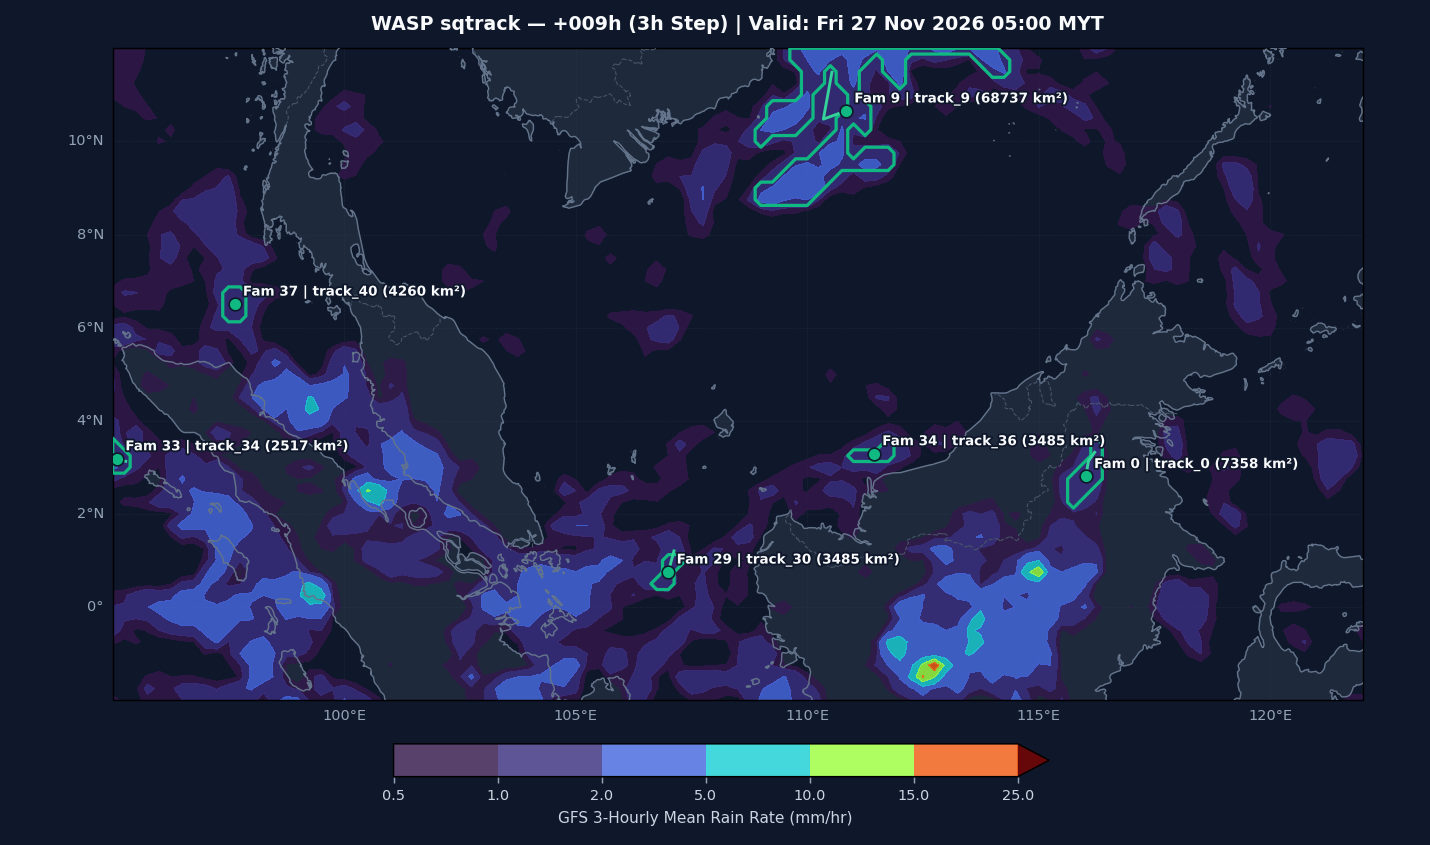 WASP sqtrack — +009h (3h Step) | Valid: Fri 27 Nov 2026 05:00 MYT
Fam 9 | track_9 (68737 km²)
10°N
8°N
Fam 37 | track_40 (4260 km²)
6°N
4°N
Fam 33 | track_34 (2517 km²)
Fam 34 | track_36 (3485 km²)
Fam 0 | track_0 (7358 km²)
2°N
Fam 29 | track_30 (3485 km²)
0°
100°E 105°E 110°E 115°E 120°E
0.5 1.0 2.0 5.0 10.0 15.0 25.0
GFS 3-Hourly Mean Rain Rate (mm/hr)